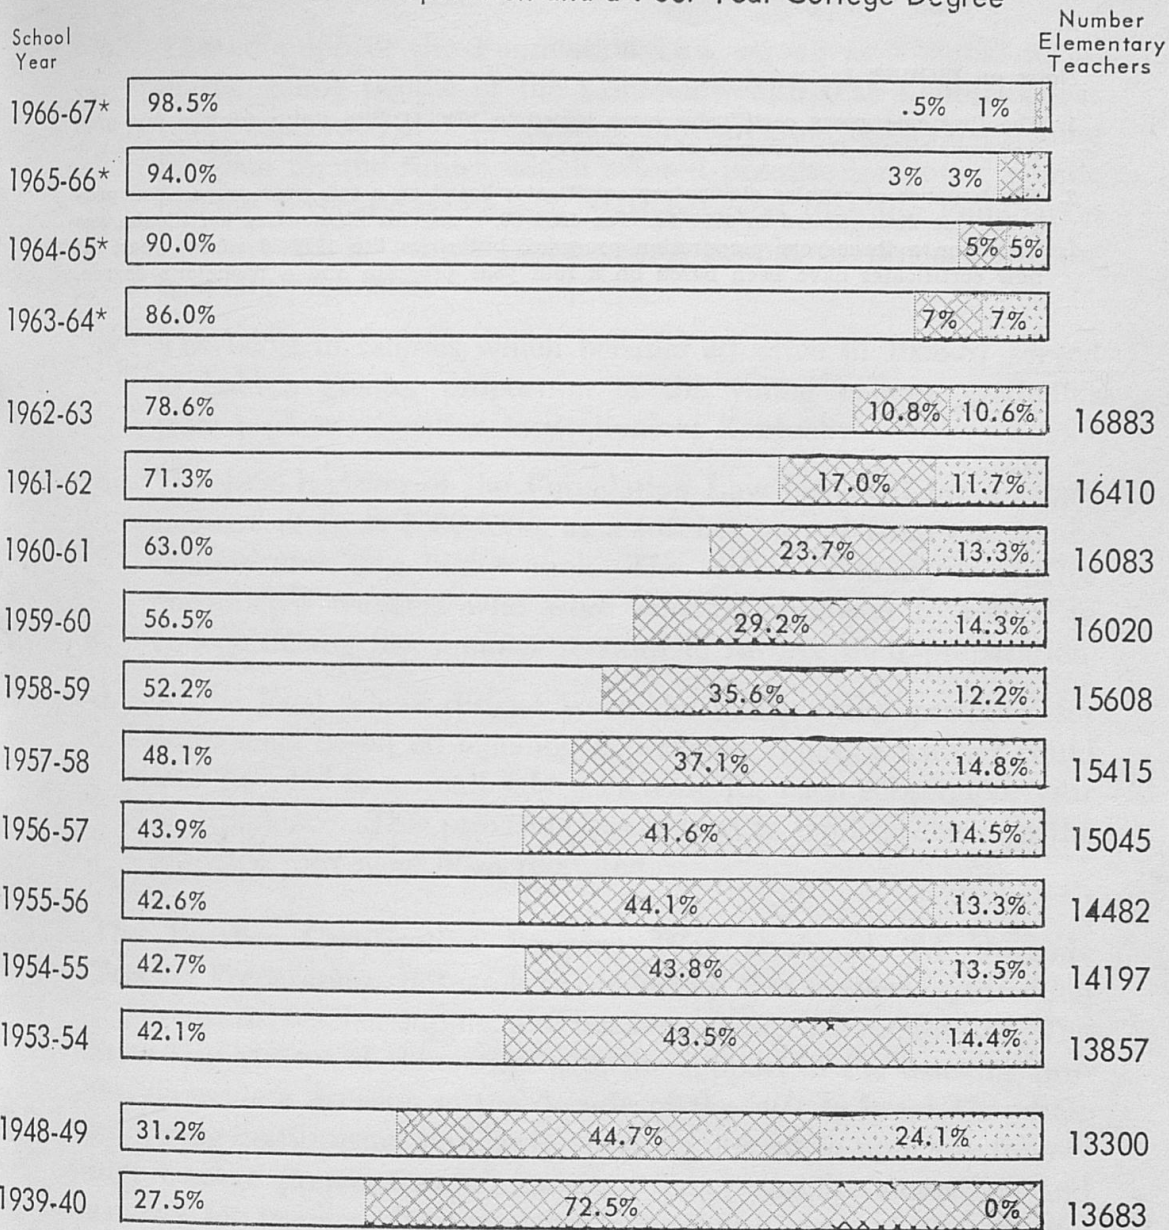 and a Four Year College Degree
School
Year
Number
Elementary
Teachers
1966-67* 98.5% .5% 1%
1965-66* 94.0% 3% 3%
1964-65* 90.0% 5% 5%
1963-64* 86.0% 7% 7%
1962-63 78.6% 10.8% 10.6% 16883
1961-62 71.3% 17.0% 11.7% 16410
1960-61 63.0% 23.7% 13.3% 16083
1959-60 56.5% 29.2% 14.3% 16020
1958-59 52.2% 35.6% 12.2% 15608
1957-58 48.1% 37.1% 14.8% 15415
1956-57 43.9% 41.6% 14.5% 15045
1955-56 42.6% 44.1% 13.3% 14482
1954-55 42.7% 43.8% 13.5% 14197
1953-54 42.1% 43.5% 14.4% 13857
1948-49 31.2% 44.7% 24.1% 13300
1939-40 27.5% 72.5% 0% 13683